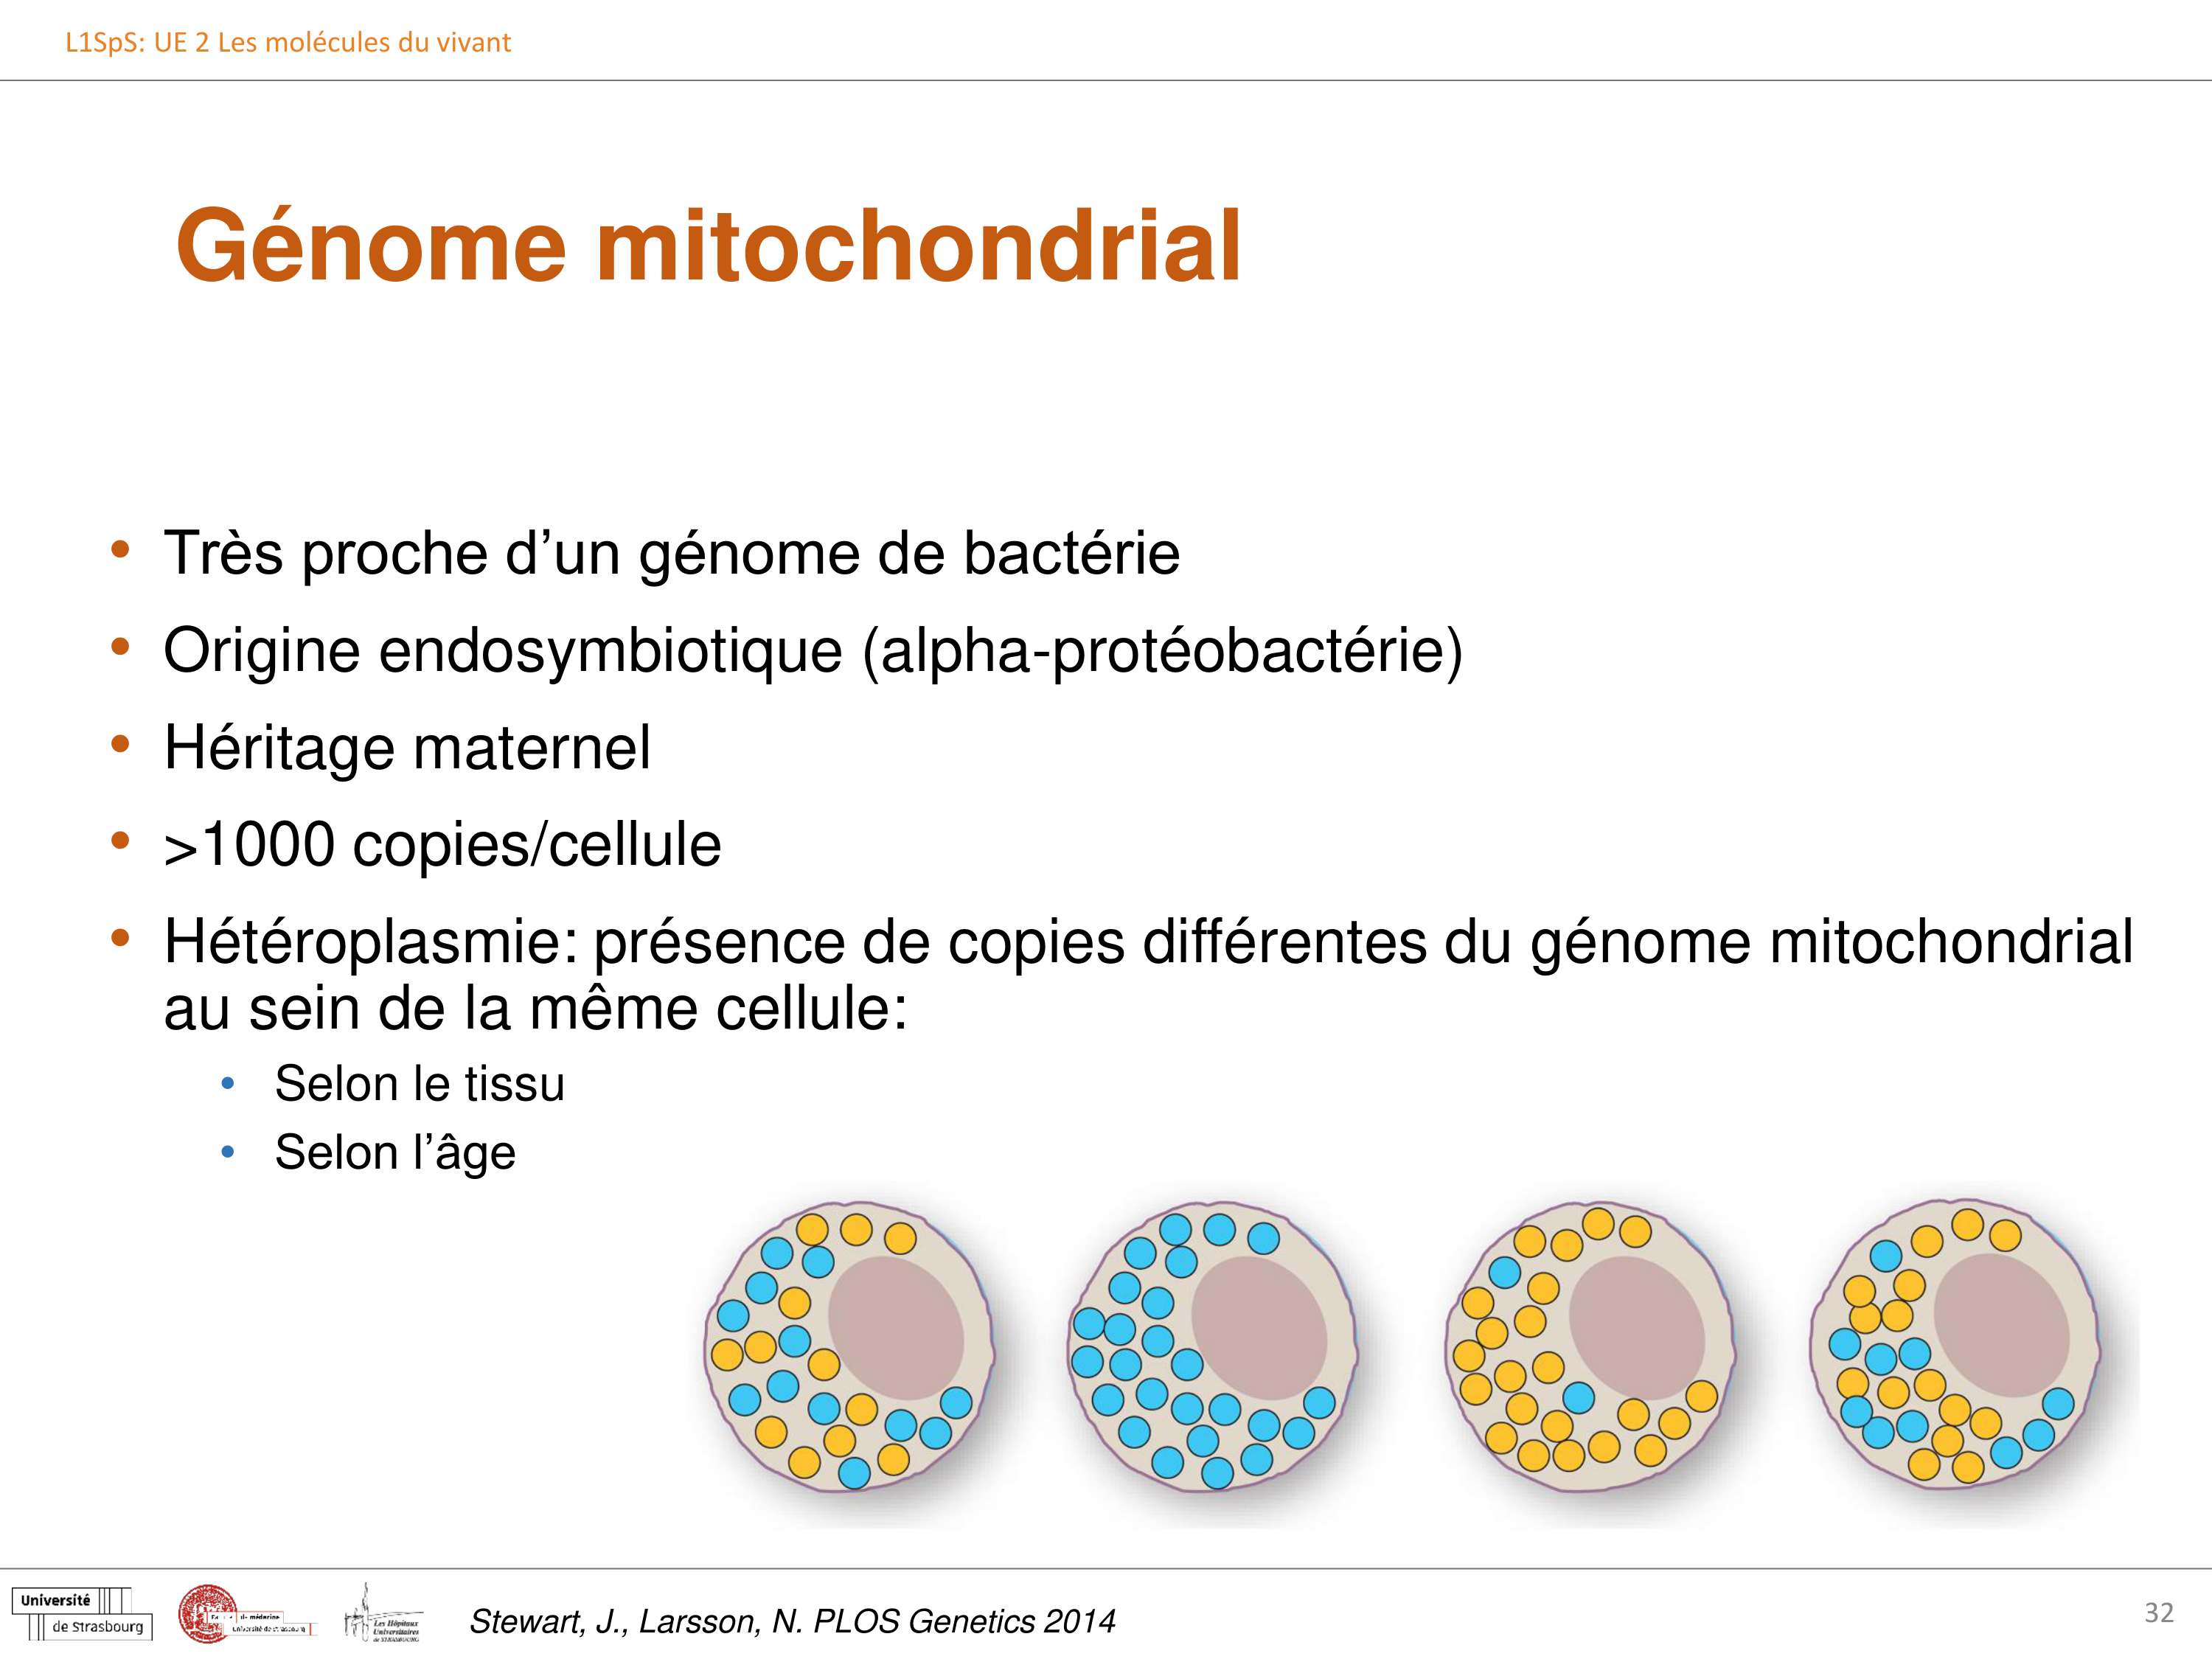 L1SpS: UE 2 Les molécules du vivant
Génome mitochondrial
• Très proche d’un génome de bactérie
• Origine endosymbiotique (alpha-protéobactérie)
• Héritage maternel
• >1000 copies/cellule
• Hétéroplasmie: présence de copies différentes du génome mitochondrial
au sein de la même cellule:
• Selon le tissu
• Selon l’âge
Université
de Strasbourg
de médecine
Université de Strasbourg
Les Hôpitaux
Universitaires
de STRASBOURG
Stewart, J., Larsson, N. PLOS Genetics 2014
32